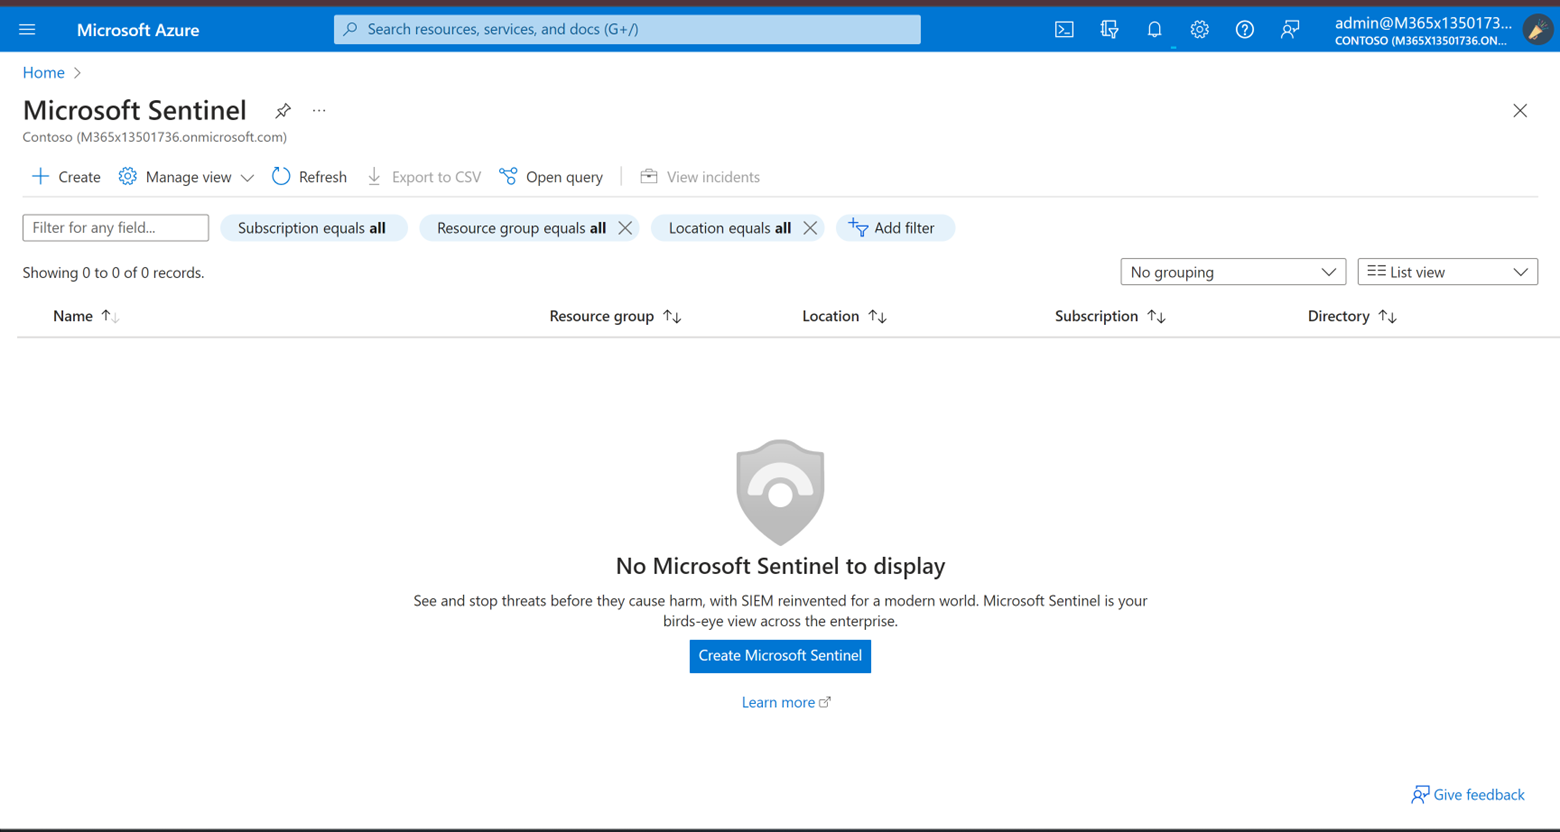 Microsoft Azure
Search resources, services, and docs (G+/)
admin@M365x1350173...
CONTOSO (M365X13501736.ON...
Home
Microsoft Sentinel
...
Contoso (M365x13501736.onmicrosoft.com)
Create
Manage view
Refresh
Export to CSV
Open query
View incidents
Filter for any field...
Subscription equals all
Resource group equals all
Location equals all
Add filter
Showing 0 to 0 of 0 records.
No grouping
List view
Name
Resource group
Location
Subscription
Directory
No Microsoft Sentinel to display
See and stop threats before they cause harm, with SIEM reinvented for a modern world. Microsoft Sentinel is your
birds-eye view across the enterprise.
Create Microsoft Sentinel
Learn more
Give feedback